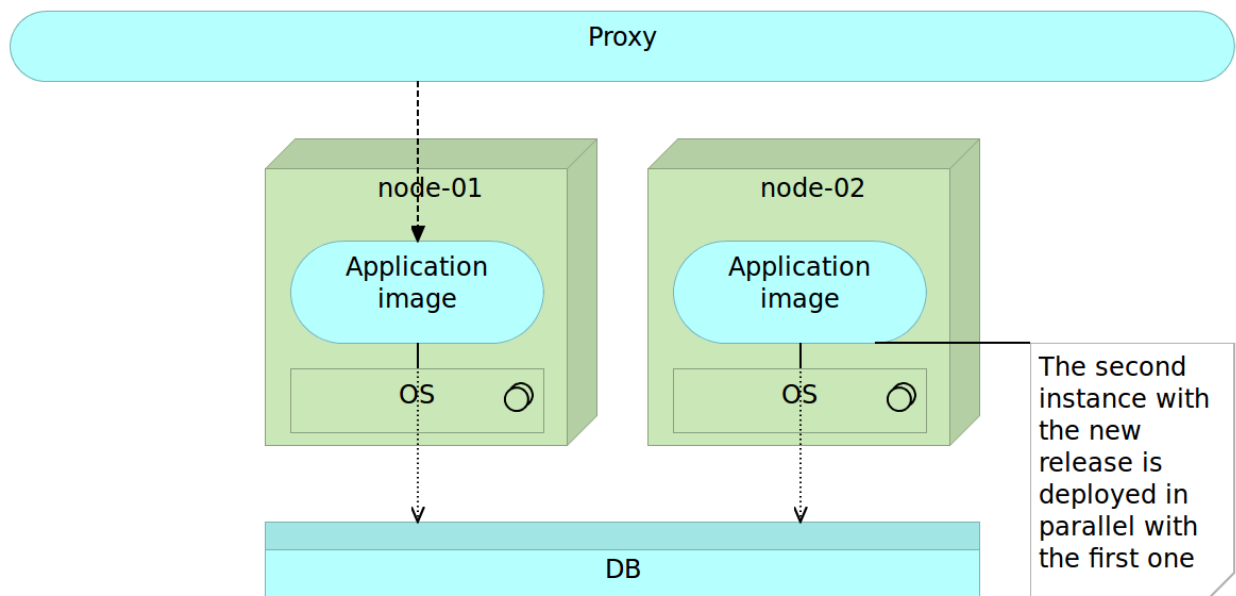 Proxy
node-01
node-02
Application
image
Application
image
OS
OS
The second
instance with
the new
release is
deployed in
parallel with
the first one
DB